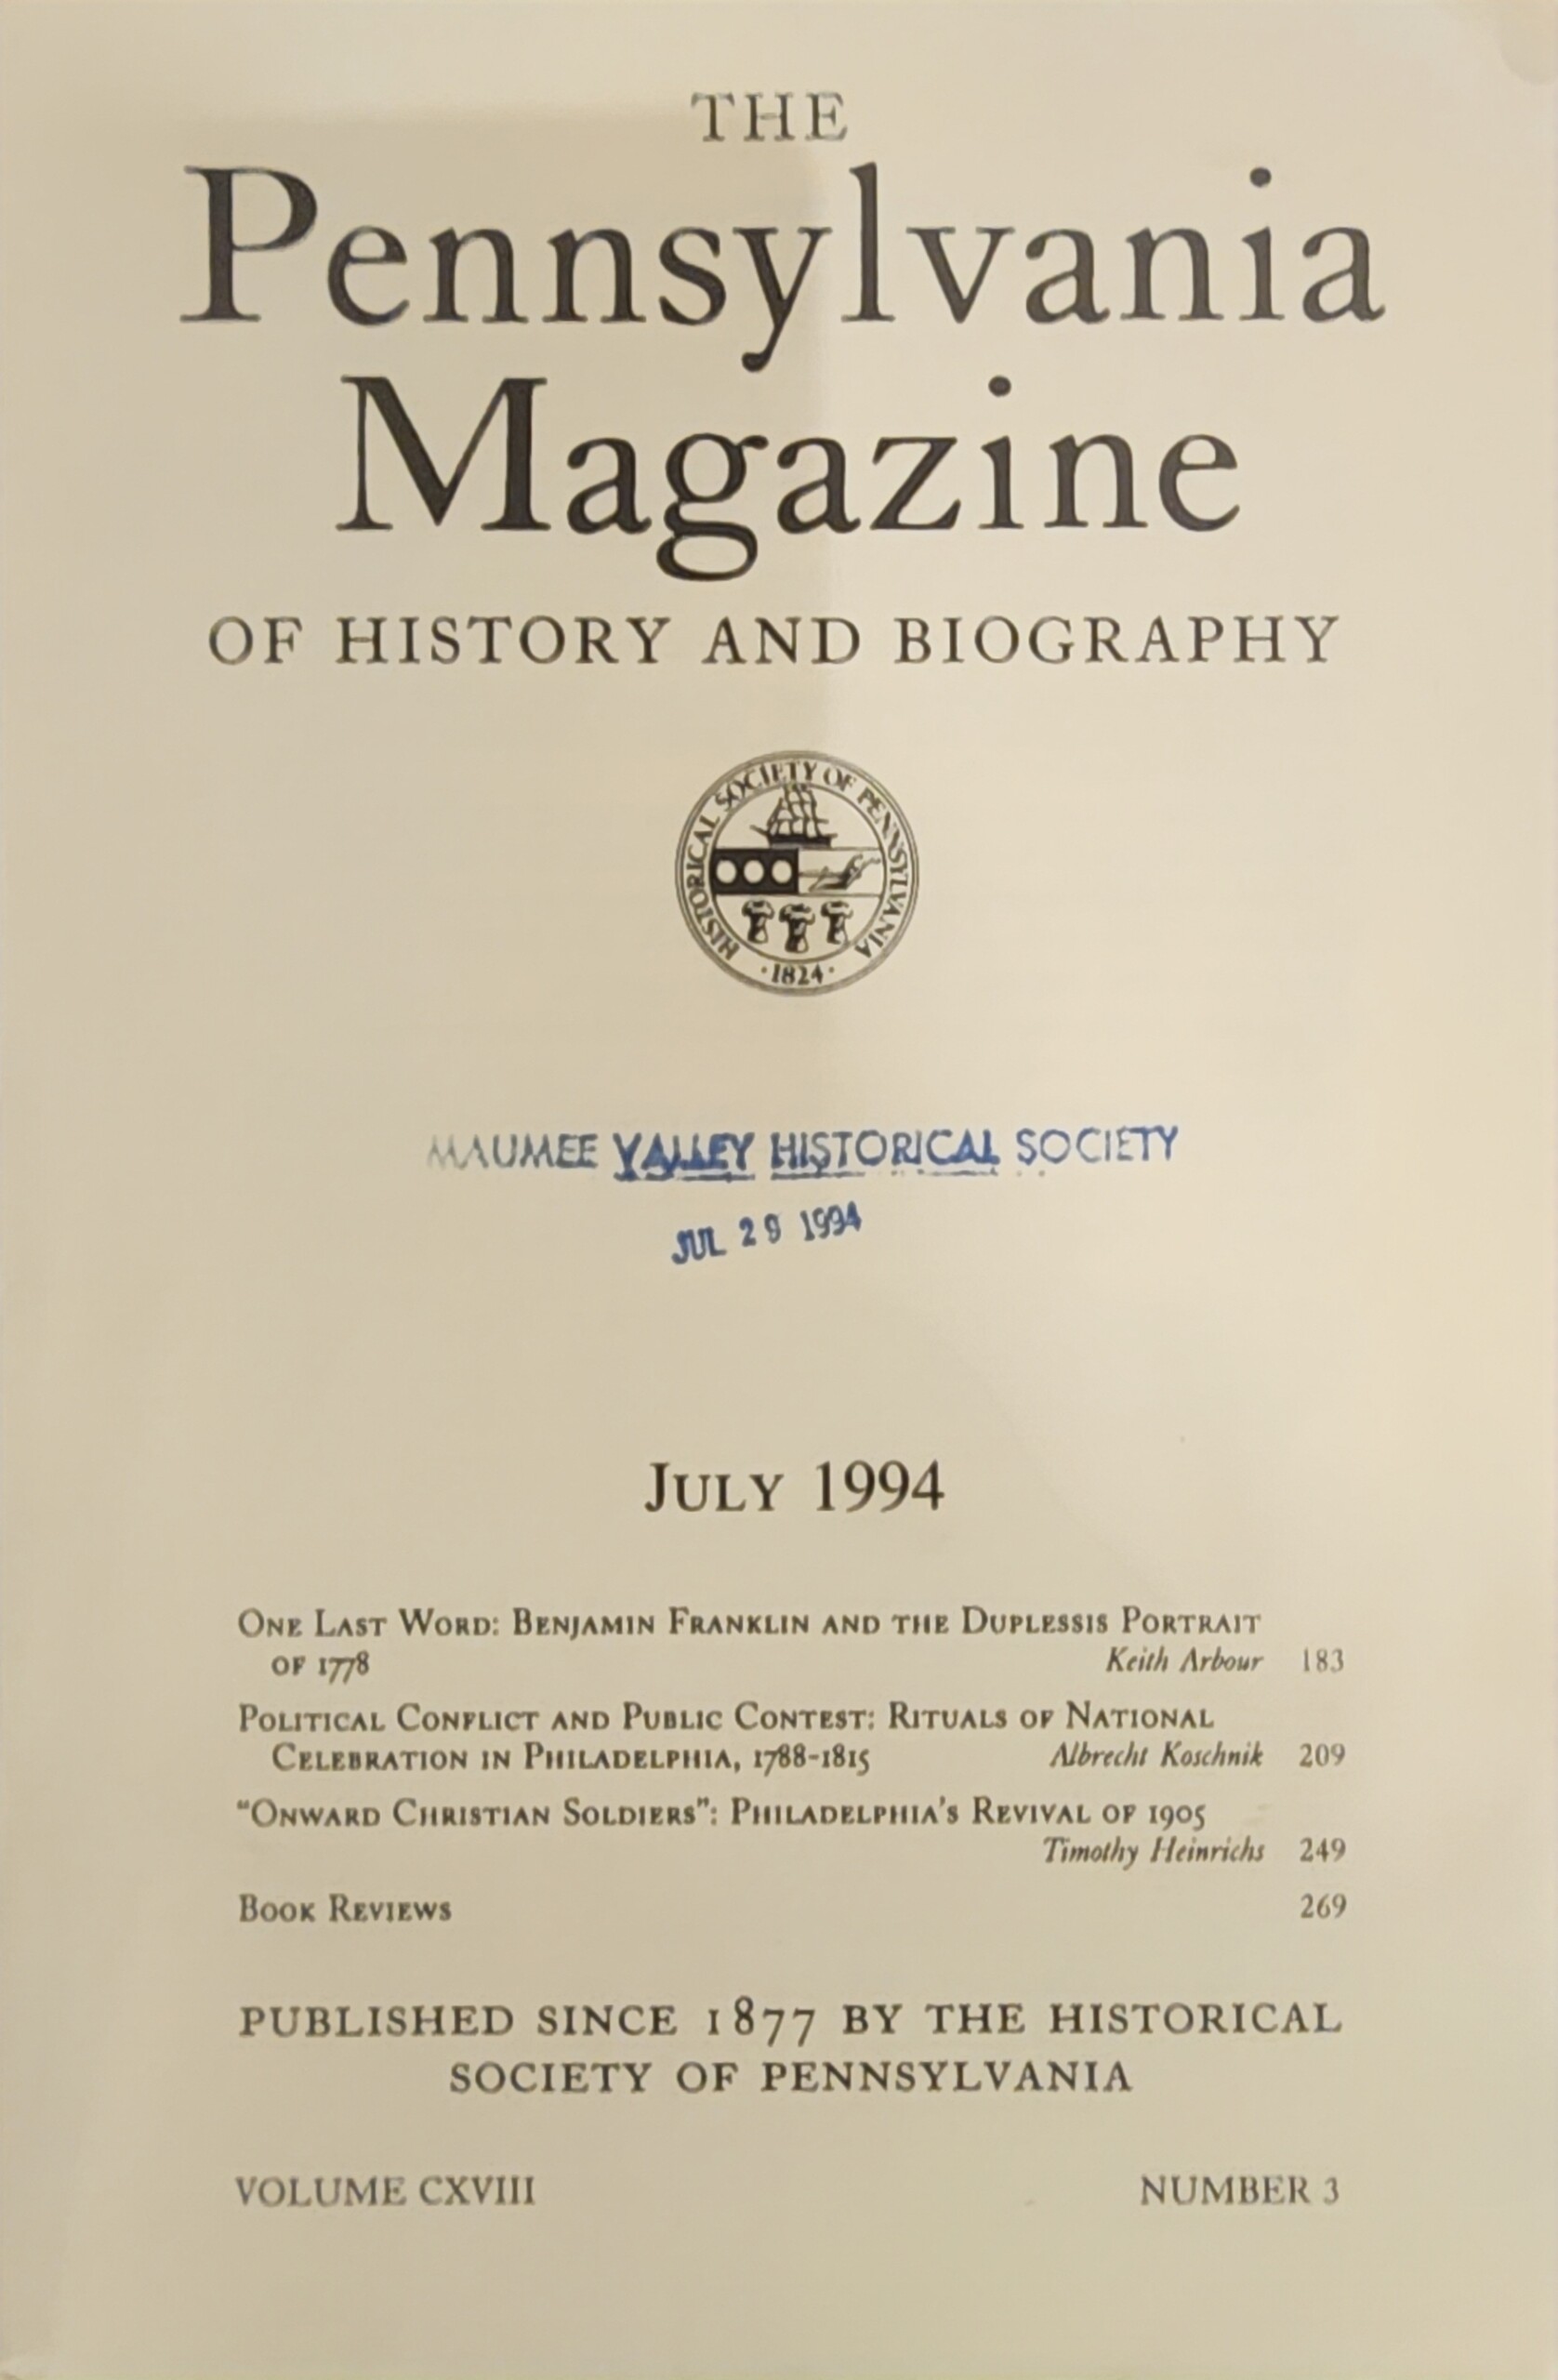 THE
Pennsylvania
Magazine
OF HISTORY AND BIOGRAPHY
HISTORICAL SOCIETY OF PENNSYLVANIA
·1824·
MAUMEE VALLEY HISTORICAL SOCIETY
JUL 29 1994
JULY 1994
ONE LAST WORD: BENJAMIN FRANKLIN AND THE DUPLESSIS PORTRAIT
OF 1778 Keith Arbour 183
POLITICAL CONFLICT AND PUBLIC CONTEST: RITUALS OF NATIONAL
CELEBRATION IN PHILADELPHIA, 1788-1815 Albrecht Koschnik 209
"ONWARD CHRISTIAN SOLDIERS": PHILADELPHIA'S REVIVAL OF 1905
Timothy Heinrichs 249
BOOK REVIEWS 269
PUBLISHED SINCE 1877 BY THE HISTORICAL
SOCIETY OF PENNSYLVANIA
VOLUME CXVIII NUMBER 3